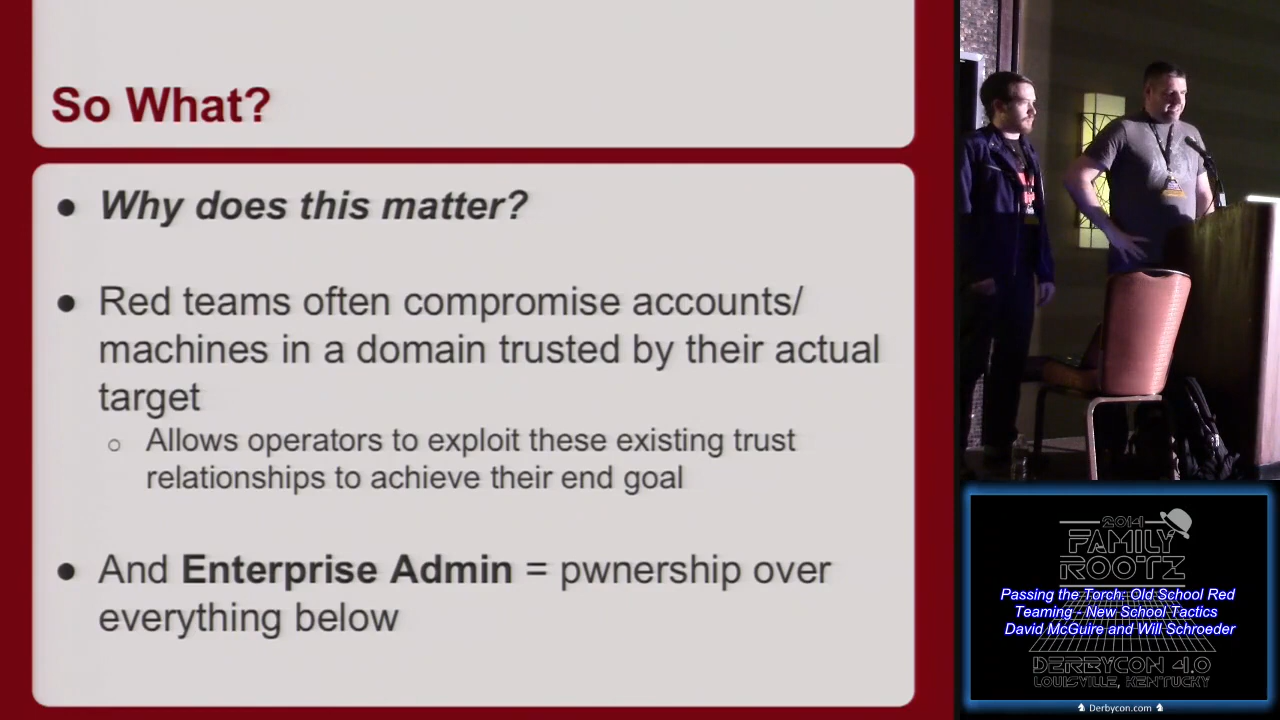 So What?
● Why does this matter?
● Red teams often compromise accounts/
machines in a domain trusted by their actual
target
○ Allows operators to exploit these existing trust
relationships to achieve their end goal
● And Enterprise Admin = pwnership over
everything below
2014
FAMILY
ROOTZ
Passing the Torch: Old School Red
Teaming - New School Tactics
David McGuire and Will Schroeder
DERBYCON 4.0
LOUISVILLE, KENTUCKY
Derbycon.com